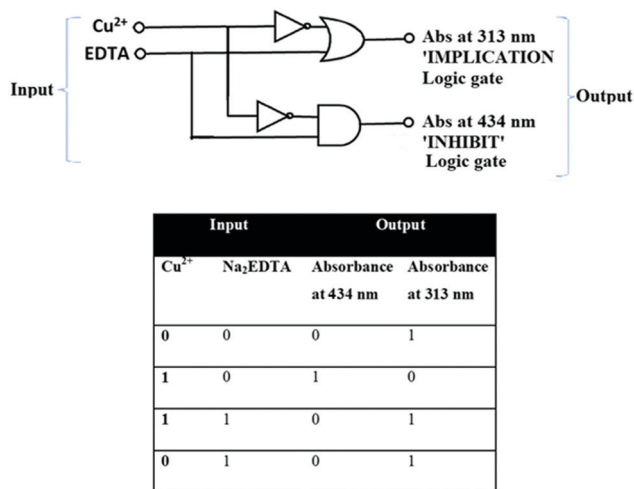 Cu²⁺
EDTA
Input
Abs at 313 nm
'IMPLICATION
Logic gate
Output
Abs at 434 nm
'INHIBIT'
Logic gate
Input Output
Cu²⁺ Na₂EDTA Absorbance Absorbance
at 434 nm at 313 nm
0 0 0 1
1 0 1 0
1 1 0 1
0 1 0 1